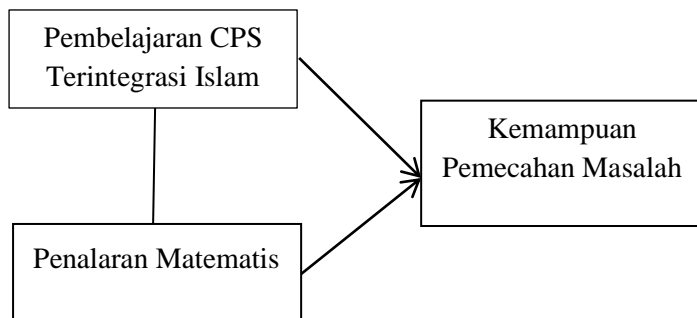 Pembelajaran CPS
Terintegrasi Islam
Kemampuan
Pemecahan Masalah
Penalaran Matematis